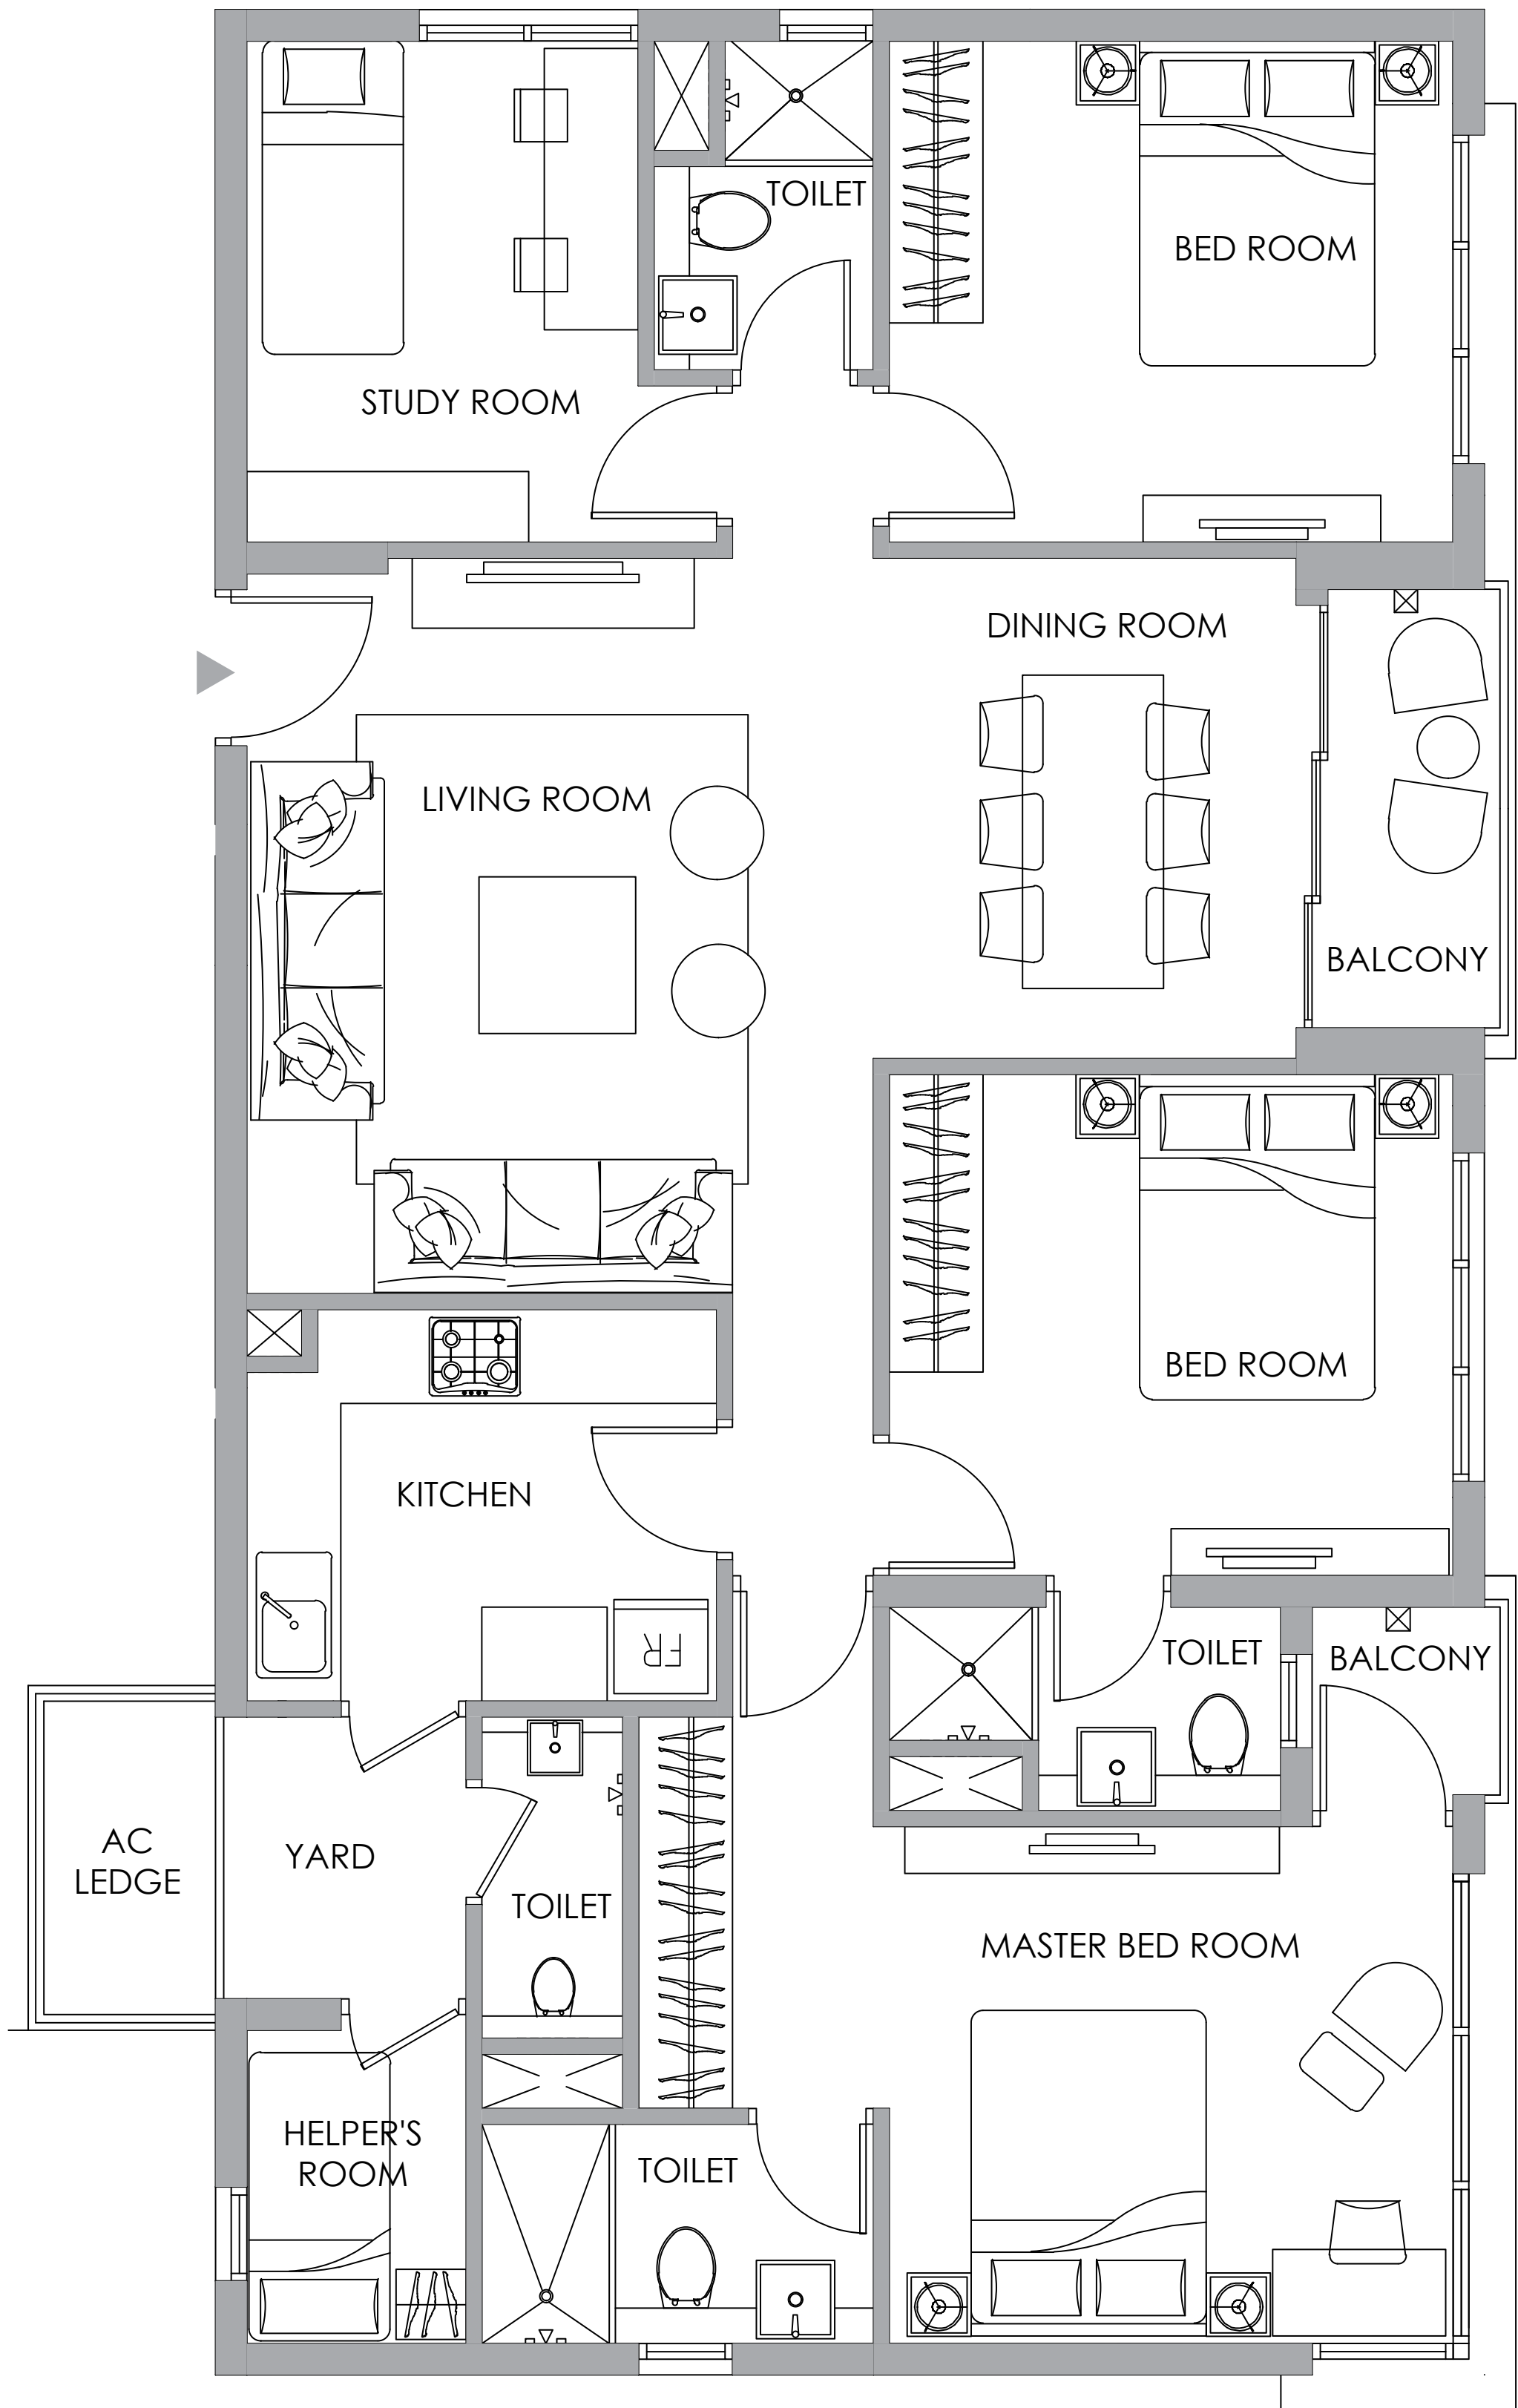 TOILET
BED ROOM
STUDY ROOM
DINING ROOM
LIVING ROOM
BALCONY
BED ROOM
KITCHEN
FR
TOILET
BALCONY
AC
LEDGE
YARD
TOILET
MASTER BED ROOM
HELPER'S
ROOM
TOILET